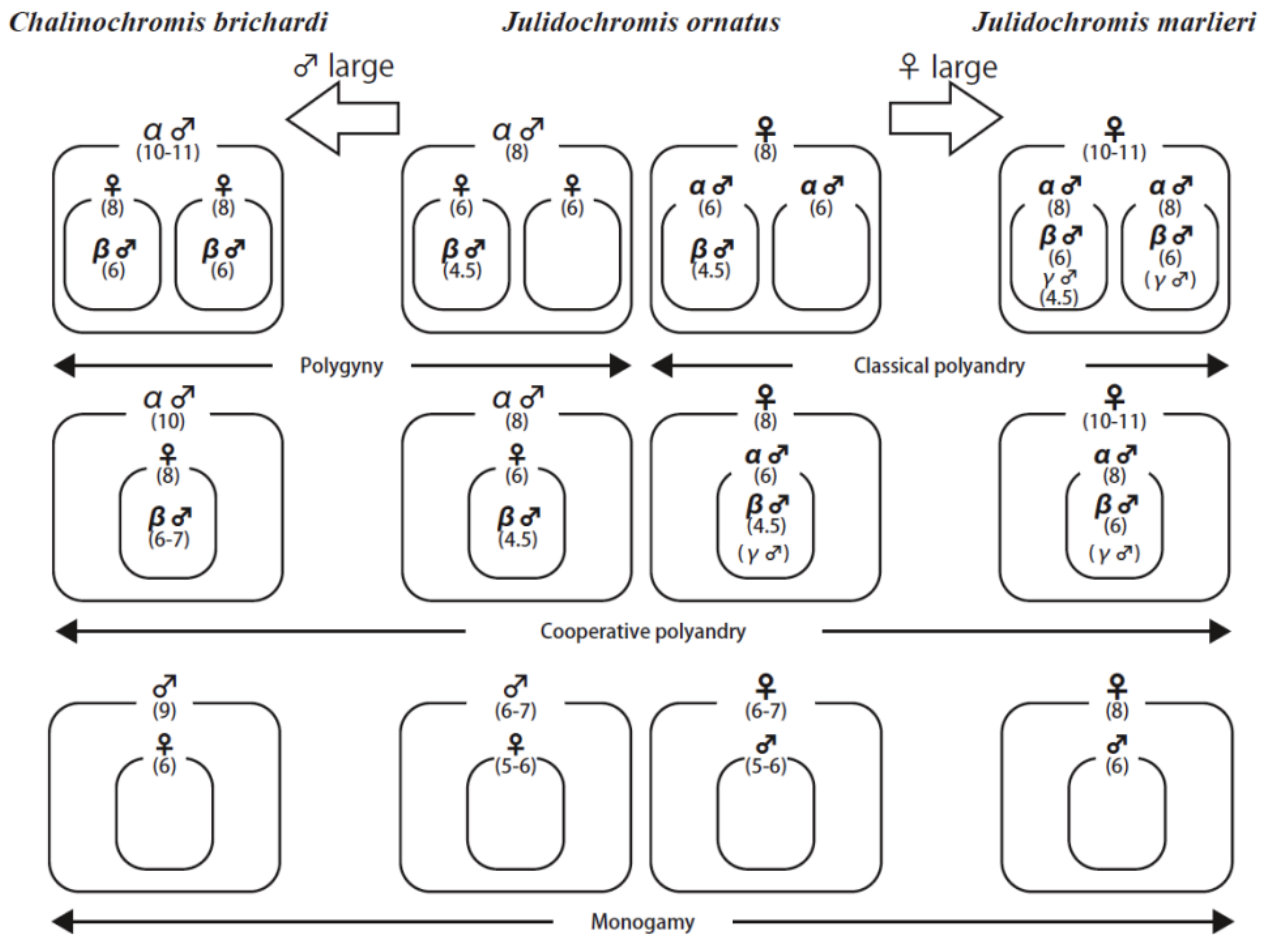 Chalinochromis brichardi Julidochromis ornatus Julidochromis marlieri
♂ large ♀ large
α ♂ α ♂ ♀ ♀
(10-11) (8) (8) (10-11)
♀ ♀ ♀ ♀ α ♂ α ♂ α ♂ α ♂
(8) (8) (6) (6) (6) (6) (8) (8)
β ♂ β ♂ β ♂ β ♂ β ♂ β ♂
(6) (6) (4.5) (4.5) (6) (6)
γ ♂ (γ ♂)
(4.5)
Polygyny Classical polyandry
α ♂ α ♂ ♀ ♀
(10) (8) (8) (10-11)
♀ ♀ α ♂ α ♂
(8) (6) (6) (8)
β ♂ β ♂ β ♂ β ♂
(6-7) (4.5) (4.5) (6)
(γ ♂) (γ ♂)
Cooperative polyandry
♂ ♂ ♀ ♀
(9) (6-7) (6-7) (8)
♀ ♀ ♂ ♂
(6) (5-6) (5-6) (6)
Monogamy